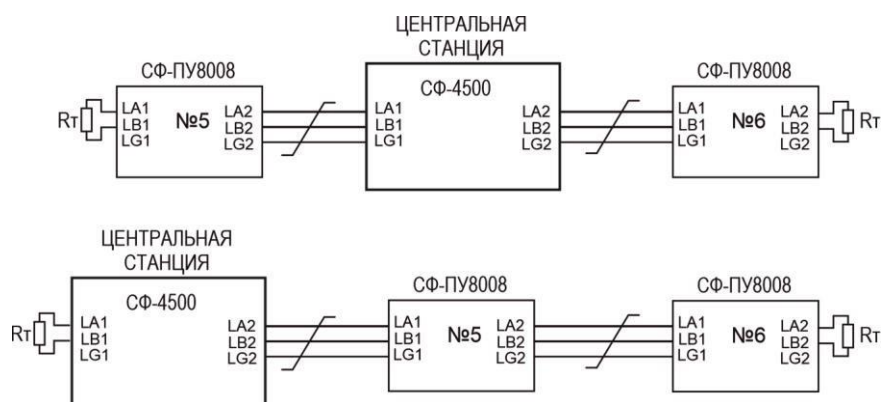 ЦЕНТРАЛЬНАЯ
СТАНЦИЯ
СФ-ПУ8008
СФ-4500
СФ-ПУ8008
Rт
LA1
LB1
LG1
№5
LA2
LB2
LG2
LA1
LB1
LG1
LA2
LB2
LG2
LA1
LB1
LG1
№6
LA2
LB2
LG2
Rт
ЦЕНТРАЛЬНАЯ
СТАНЦИЯ
СФ-4500
СФ-ПУ8008
СФ-ПУ8008
Rт
LA1
LB1
LG1
LA2
LB2
LG2
LA1
LB1
LG1
№5
LA2
LB2
LG2
LA1
LB1
LG1
№6
LA2
LB2
LG2
Rт